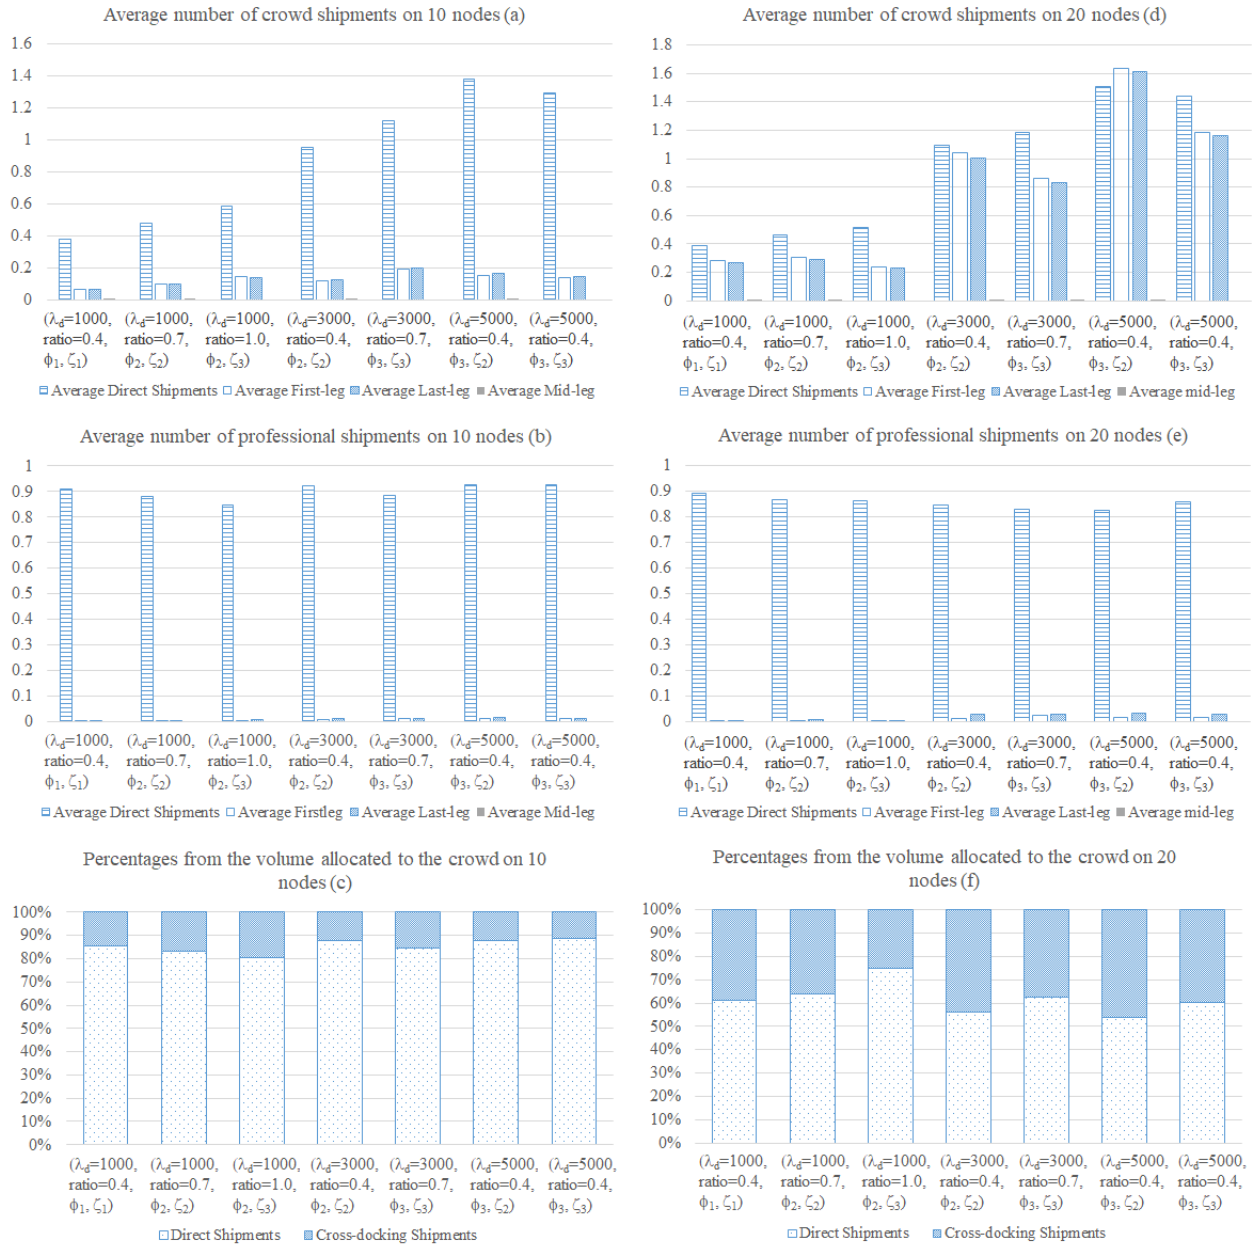 Average number of crowd shipments on 10 nodes (a)
1.6
1.4
1.2
1
0.8
0.6
0.4
0.2
0
(λd=1000, (λd=1000, (λd=1000, (λd=3000, (λd=3000, (λd=5000, (λd=5000,
ratio=0.4, ratio=0.7, ratio=1.0, ratio=0.4, ratio=0.7, ratio=0.4, ratio=0.4,
ϕ1, ζ1) ϕ2, ζ2) ϕ2, ζ3) ϕ2, ζ2) ϕ3, ζ3) ϕ3, ζ2) ϕ3, ζ3)
Average Direct Shipments Average First-leg Average Last-leg Average Mid-leg
Average number of crowd shipments on 20 nodes (d)
1.8
1.6
1.4
1.2
1
0.8
0.6
0.4
0.2
0
(λd=1000, (λd=1000, (λd=1000, (λd=3000, (λd=3000, (λd=5000, (λd=5000,
ratio=0.4, ratio=0.7, ratio=1.0, ratio=0.4, ratio=0.7, ratio=0.4, ratio=0.4,
ϕ1, ζ1) ϕ2, ζ2) ϕ2, ζ3) ϕ2, ζ2) ϕ3, ζ3) ϕ3, ζ2) ϕ3, ζ3)
Average Direct Shipments Average First-leg Average Last-leg Average mid-leg
Average number of professional shipments on 10 nodes (b)
1
0.9
0.8
0.7
0.6
0.5
0.4
0.3
0.2
0.1
0
(λd=1000, (λd=1000, (λd=1000, (λd=3000, (λd=3000, (λd=5000, (λd=5000,
ratio=0.4, ratio=0.7, ratio=1.0, ratio=0.4, ratio=0.7, ratio=0.4, ratio=0.4,
ϕ1, ζ1) ϕ2, ζ2) ϕ2, ζ3) ϕ2, ζ2) ϕ3, ζ3) ϕ3, ζ2) ϕ3, ζ3)
Average Direct Shipments Average Firstleg Average Last-leg Average Mid-leg
Average number of professional shipments on 20 nodes (e)
1
0.9
0.8
0.7
0.6
0.5
0.4
0.3
0.2
0.1
0
(λd=1000, (λd=1000, (λd=1000, (λd=3000, (λd=3000, (λd=5000, (λd=5000,
ratio=0.4, ratio=0.7, ratio=1.0, ratio=0.4, ratio=0.7, ratio=0.4, ratio=0.4,
ϕ1, ζ1) ϕ2, ζ2) ϕ2, ζ3) ϕ2, ζ2) ϕ3, ζ3) ϕ3, ζ2) ϕ3, ζ3)
Average Direct Shipments Average First-leg Average Last-leg Average mid-leg
Percentages from the volume allocated to the crowd on 10
nodes (c)
100%
90%
80%
70%
60%
50%
40%
30%
20%
10%
0%
(λd=1000, (λd=1000, (λd=1000, (λd=3000, (λd=3000, (λd=5000, (λd=5000,
ratio=0.4, ratio=0.7, ratio=1.0, ratio=0.4, ratio=0.7, ratio=0.4, ratio=0.4,
ϕ1, ζ1) ϕ2, ζ2) ϕ2, ζ3) ϕ2, ζ2) ϕ3, ζ3) ϕ3, ζ2) ϕ3, ζ3)
Direct Shipments Cross-docking Shipments
Percentages from the volume allocated to the crowd on 20
nodes (f)
100%
90%
80%
70%
60%
50%
40%
30%
20%
10%
0%
(λd=1000, (λd=1000, (λd=1000, (λd=3000, (λd=3000, (λd=5000, (λd=5000,
ratio=0.4, ratio=0.7, ratio=1.0, ratio=0.4, ratio=0.7, ratio=0.4, ratio=0.4,
ϕ1, ζ1) ϕ2, ζ2) ϕ2, ζ3) ϕ2, ζ2) ϕ3, ζ3) ϕ3, ζ2) ϕ3, ζ3)
Direct Shipments Cross-docking Shipments